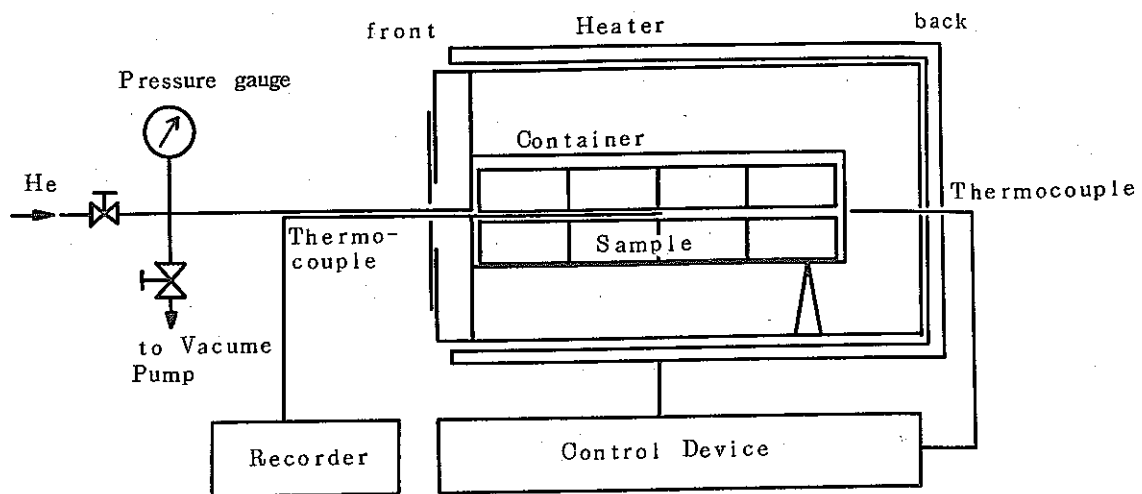 front
Heater
back
Pressure gauge
Container
He
Thermocouple
Thermo-
couple
Sample
to Vacume
Pump
Recorder
Control Device